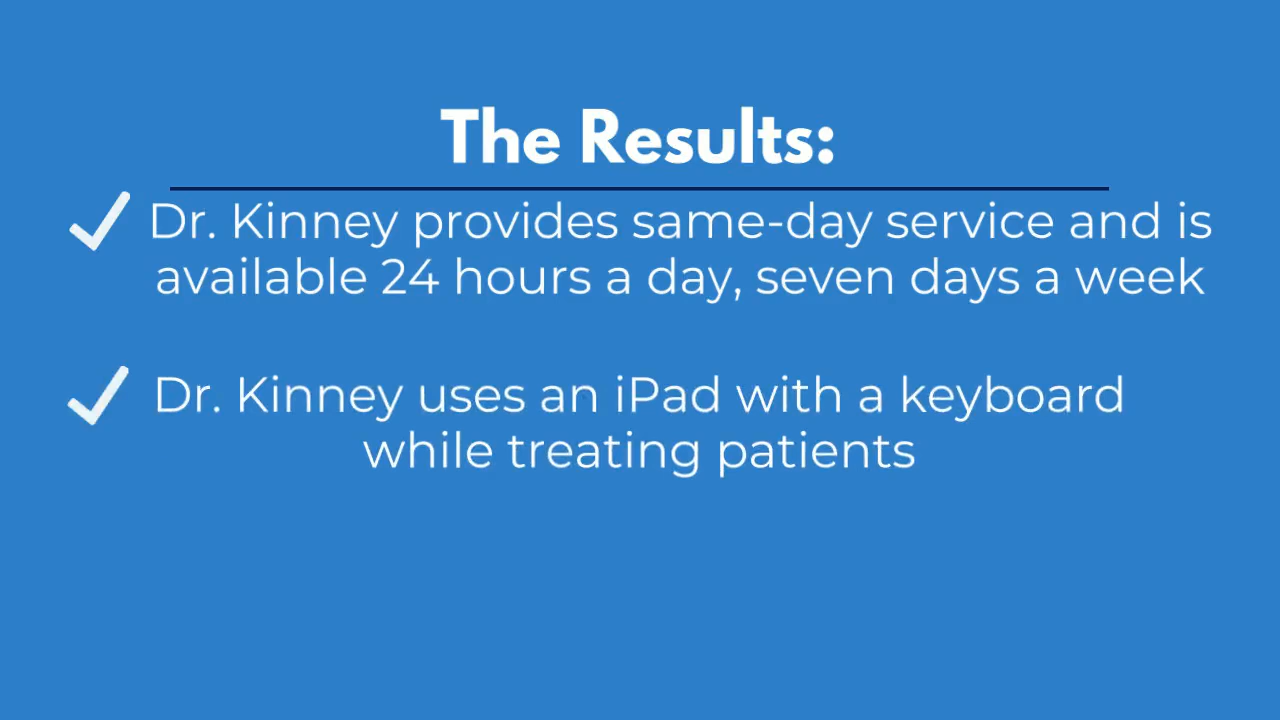 The Results:
Dr. Kinney provides same-day service and is
available 24 hours a day, seven days a week
Dr. Kinney uses an iPad with a keyboard
while treating patients